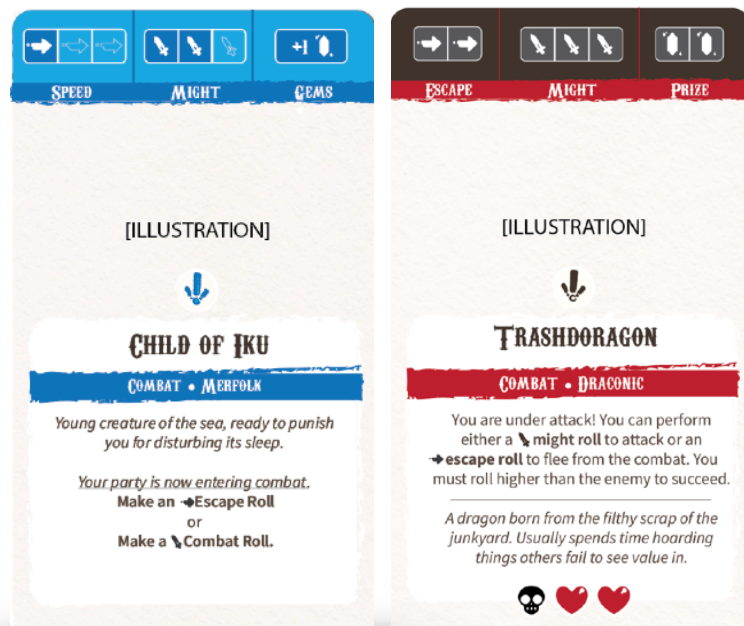 SPEED
MIGHT
+1
GEMS
[ILLUSTRATION]
CHILD OF IKU
COMBAT • MERFOLK
Young creature of the sea, ready to punish
you for disturbing its sleep.
Your party is now entering combat.
Make an Escape Roll
or
Make a Combat Roll.
ESCAPE
MIGHT
PRIZE
[ILLUSTRATION]
TRASHDORAGON
COMBAT • DRACONIC
You are under attack! You can perform
either a might roll to attack or an
escape roll to flee from the combat. You
must roll higher than the enemy to succeed.
A dragon born from the filthy scrap of the
junkyard. Usually spends time hoarding
things others fail to see value in.